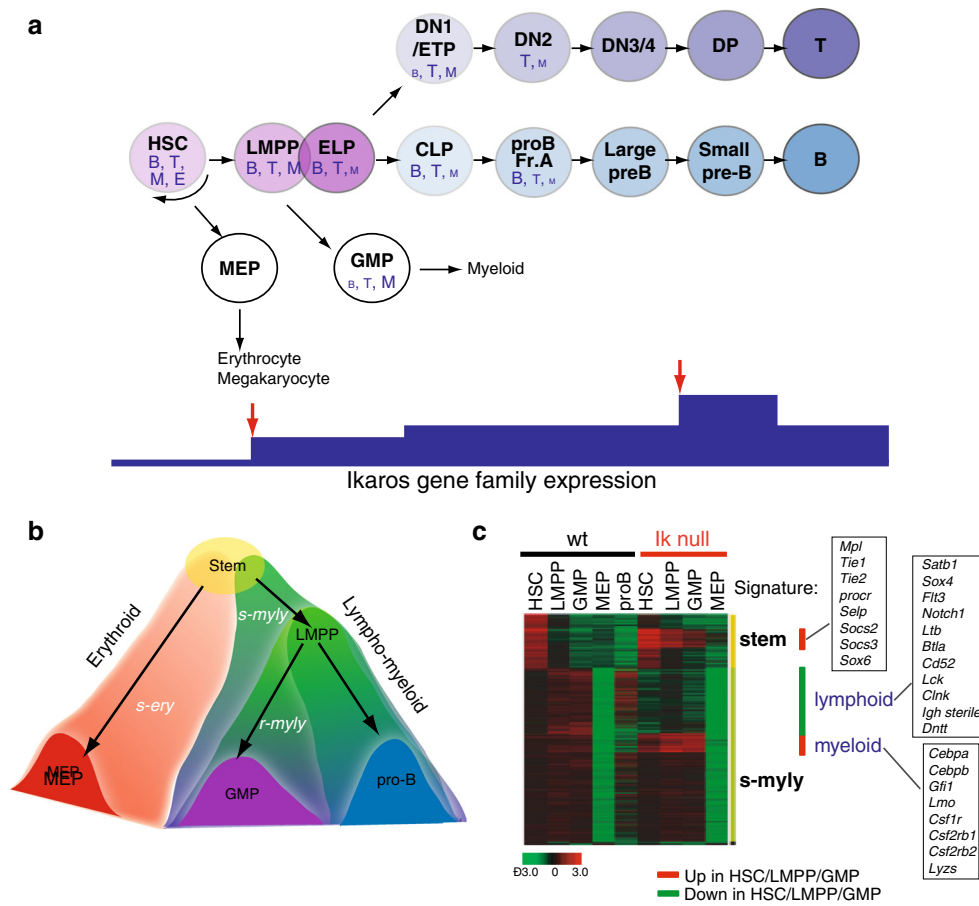 a
DN1
/ETP
B, T, M
DN2
T, M
DN3/4
DP
T
HSC
B, T,
M, E
LMPP
B, T, M
ELP
B, T, M
CLP
B, T, M
proB
Fr.A
B, T, M
Large
preB
Small
pre-B
B
MEP
GMP
B, T, M
Myeloid
Erythrocyte
Megakaryocyte
Ikaros gene family expression
b
Stem
Erythroid
s-myly
LMPP
Lympho-myeloid
s-ery
r-myly
MEP
MEP
GMP
pro-B
c
wt
Ik null
HSC
LMPP
GMP
MEP
proB
HSC
LMPP
GMP
MEP
Signature:
stem
lymphoid
myeloid
s-myly
Mpl
Tie1
Tie2
procr
Selp
Socs2
Socs3
Sox6
Satb1
Sox4
Flt3
Notch1
Ltb
Btla
Cd52
Lck
Clnk
Igh sterile
Dntt
Cebpa
Cebpb
Gfi1
Lmo
Csf1r
Csf2rb1
Csf2rb2
Lyzs
Ð3.0 0 3.0
Up in HSC/LMPP/GMP
Down in HSC/LMPP/GMP